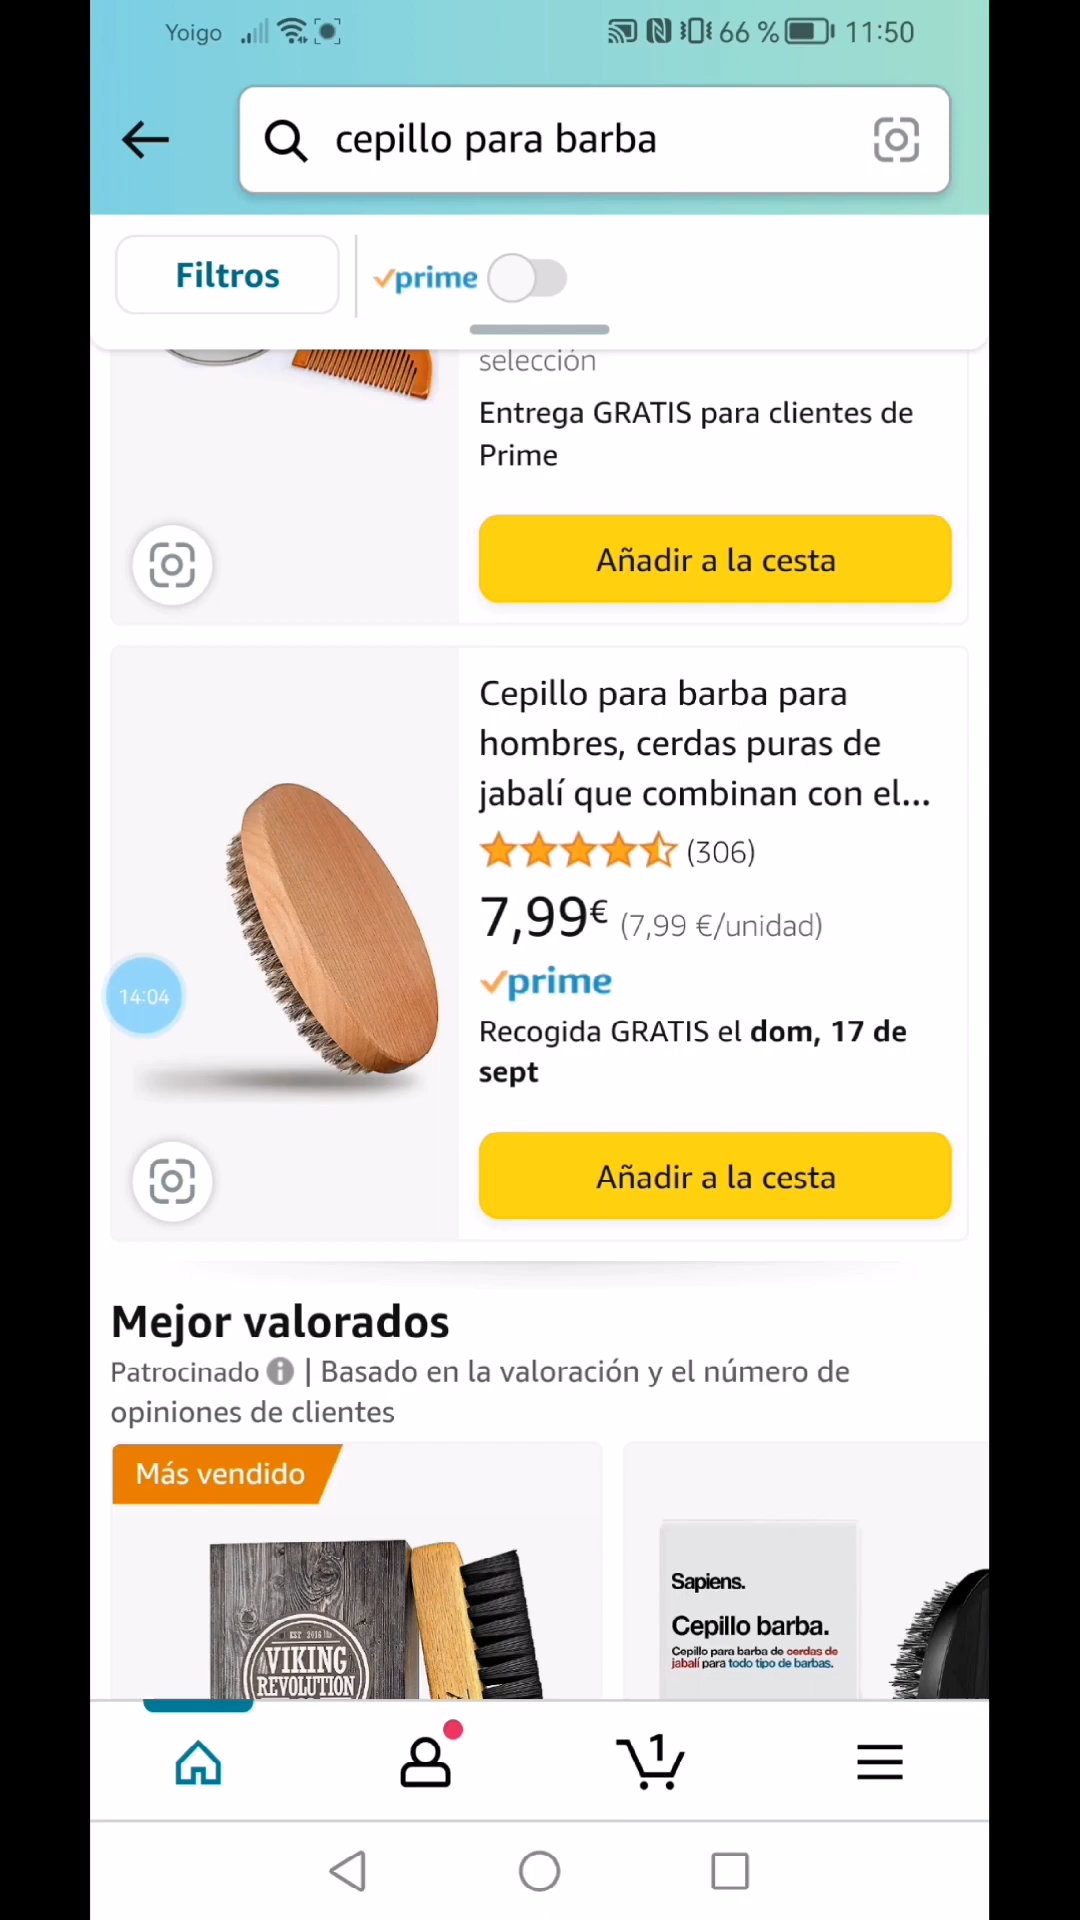 Yoigo 66 % 11:50
cepillo para barba
Filtros
prime
selección
Entrega GRATIS para clientes de
Prime
Añadir a la cesta
Cepillo para barba para
hombres, cerdas puras de
jabalí que combinan con el...
(306)
7,99€ (7,99 €/unidad)
prime
14:04
Recogida GRATIS el dom, 17 de
sept
Añadir a la cesta
Mejor valorados
Patrocinado | Basado en la valoración y el número de
opiniones de clientes
Más vendido
VIKING
REVOLUTION
Sapiens.
Cepillo barba.
Cepillo para barba de cerdas de
jabalí para todo tipo de barbas.
1